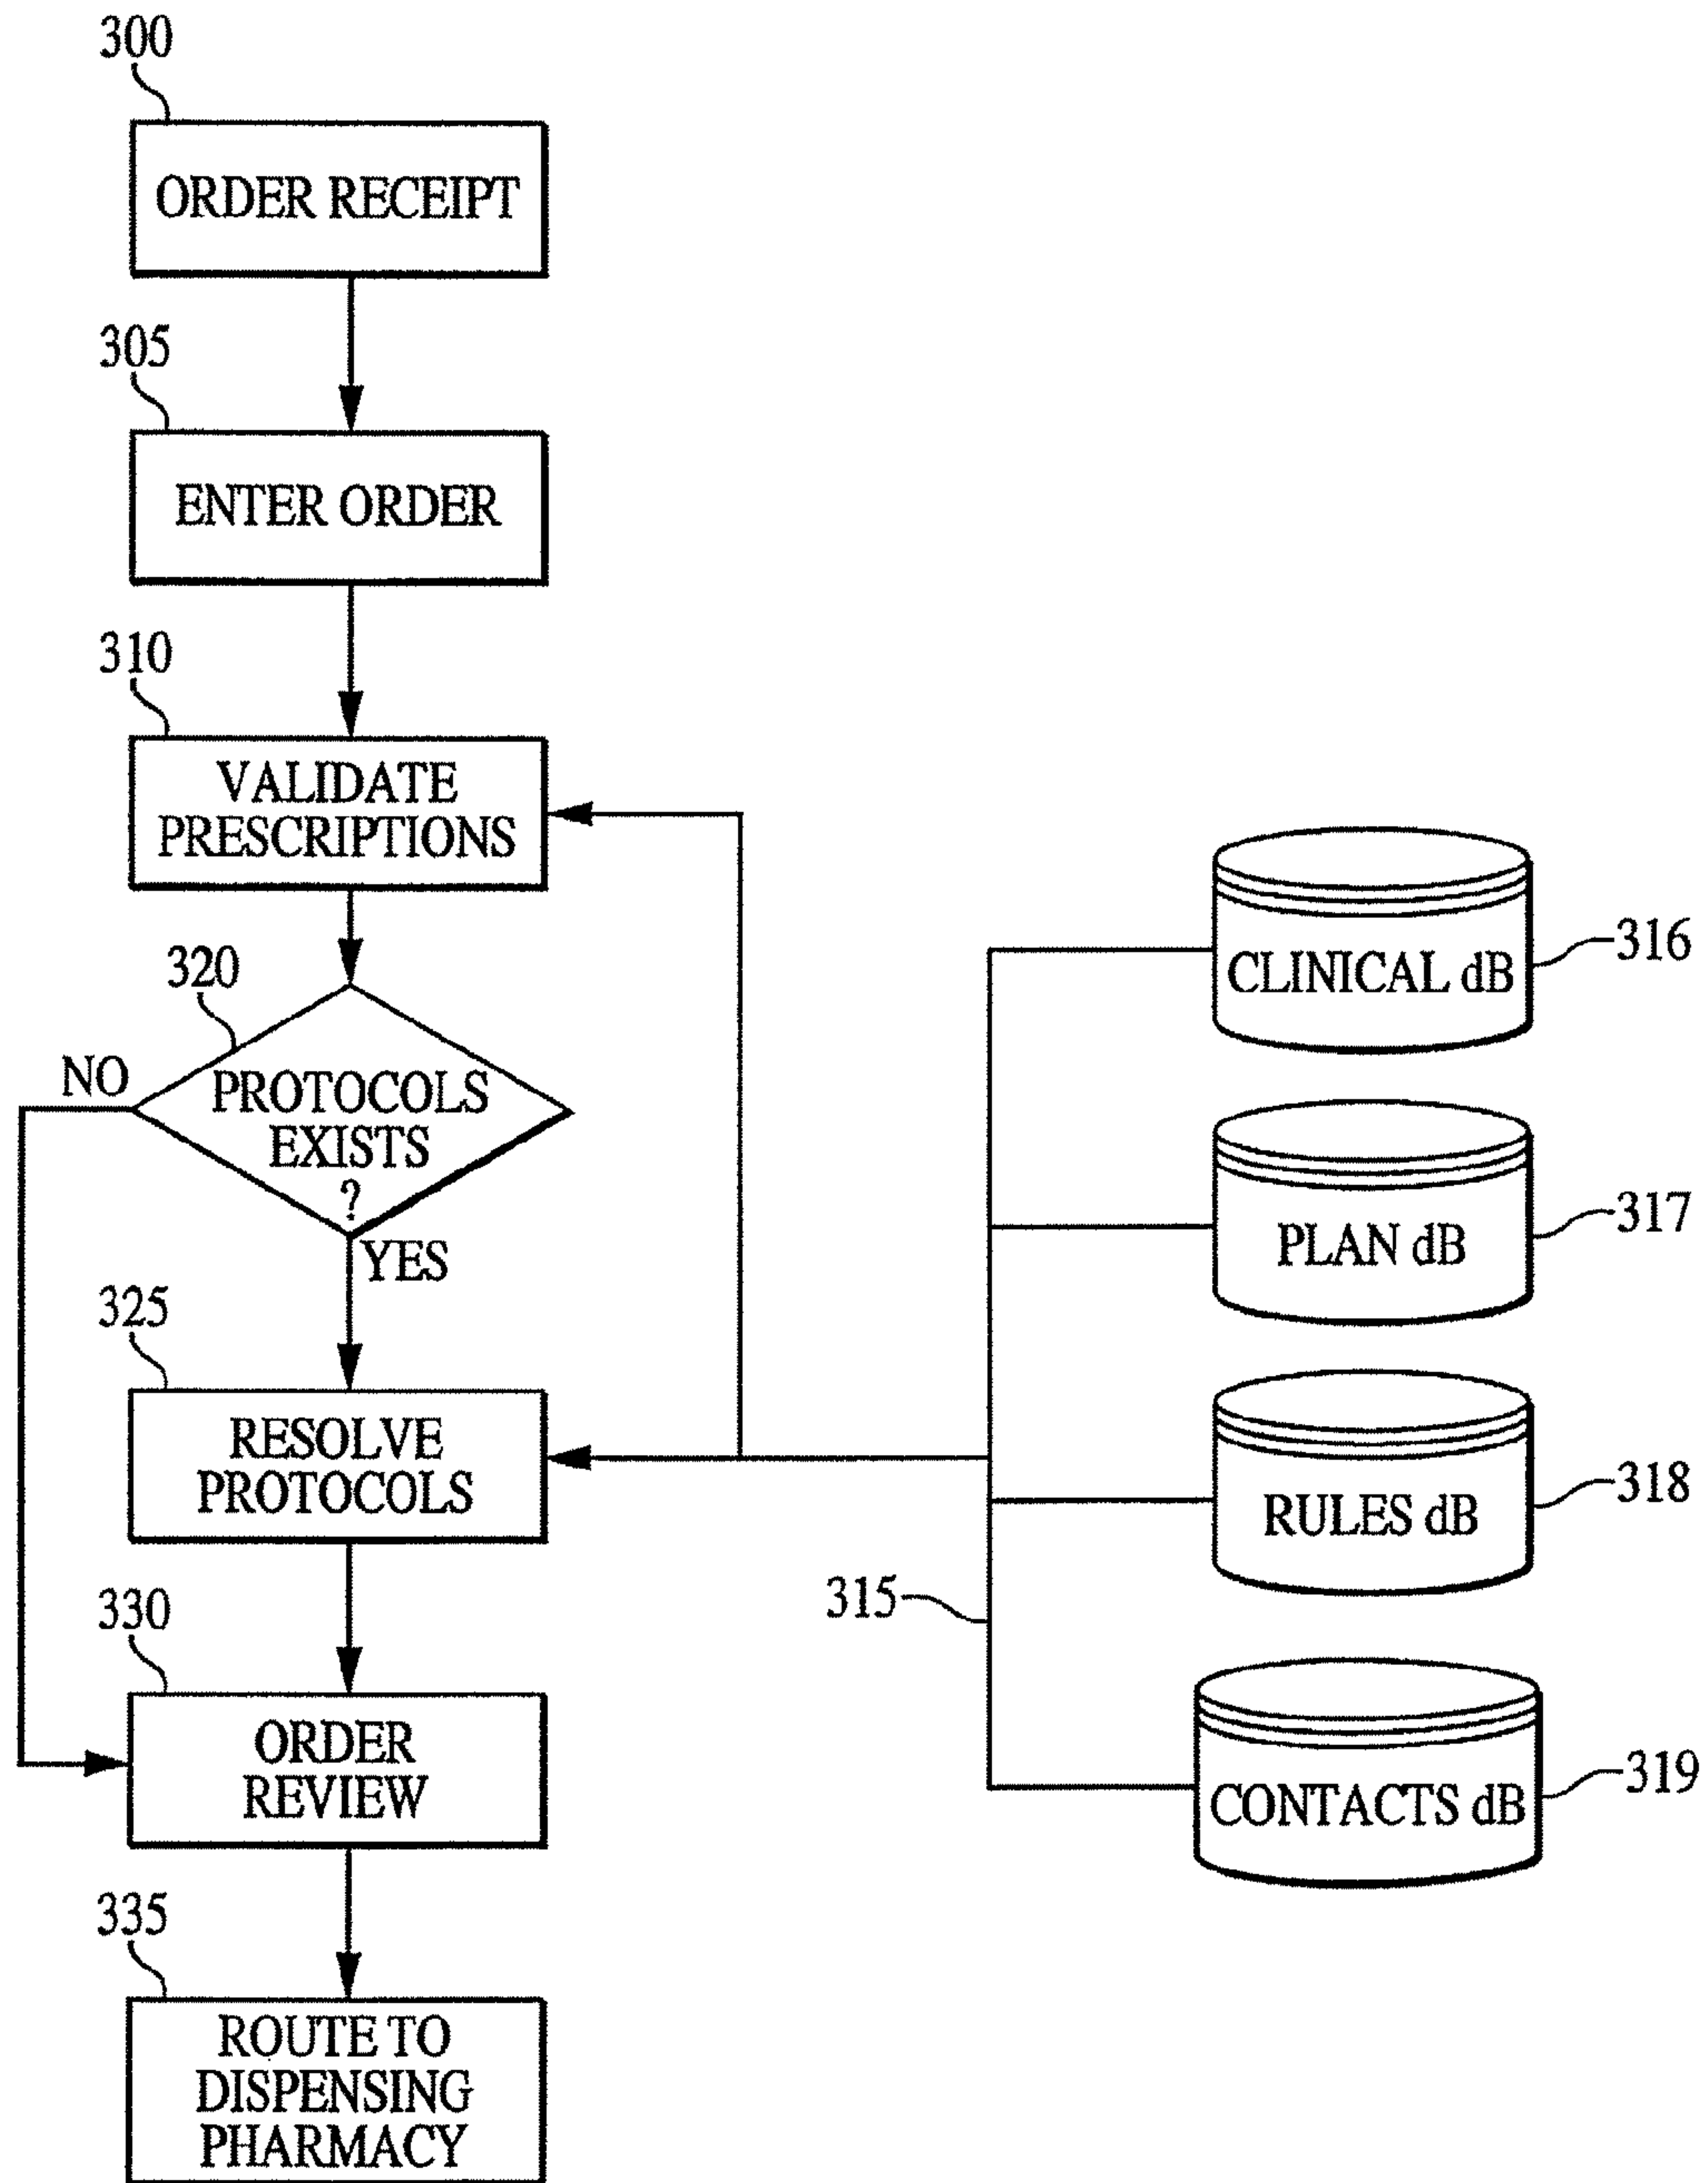 300
ORDER RECEIPT
305
ENTER ORDER
310
VALIDATE
PRESCRIPTIONS
320
NO
PROTOCOLS
EXISTS
?
YES
325
RESOLVE
PROTOCOLS
330
ORDER
REVIEW
335
ROUTE TO
DISPENSING
PHARMACY
315
CLINICAL dB
316
PLAN dB
317
RULES dB
318
CONTACTS dB
319